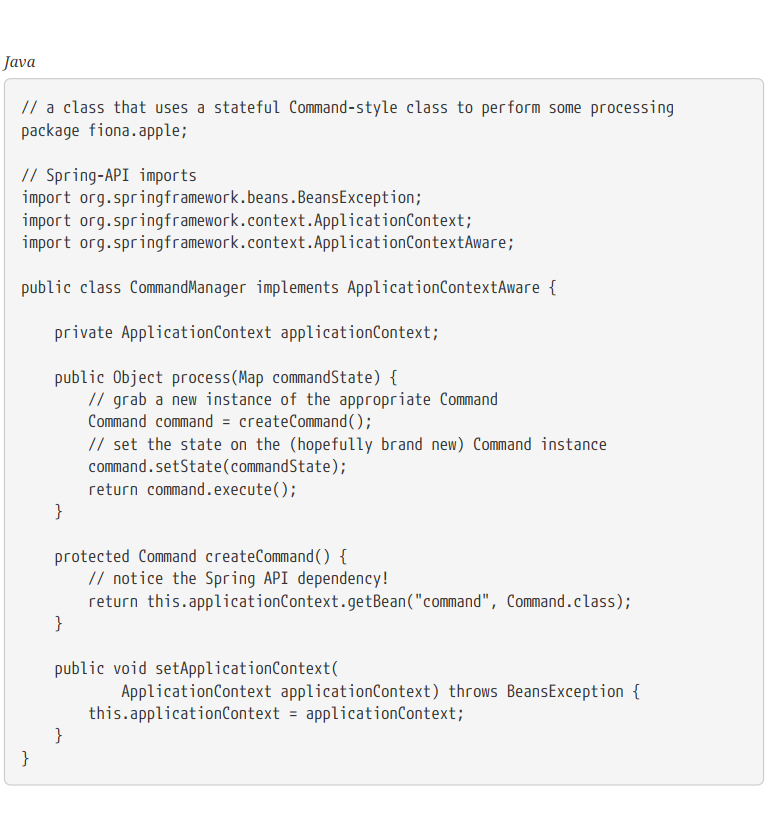 Java
// a class that uses a stateful Command-style class to perform some processing
package fiona.apple;

// Spring-API imports
import org.springframework.beans.BeansException;
import org.springframework.context.ApplicationContext;
import org.springframework.context.ApplicationContextAware;

public class CommandManager implements ApplicationContextAware {

    private ApplicationContext applicationContext;

    public Object process(Map commandState) {
        // grab a new instance of the appropriate Command
        Command command = createCommand();
        // set the state on the (hopefully brand new) Command instance
        command.setState(commandState);
        return command.execute();
    }

    protected Command createCommand() {
        // notice the Spring API dependency!
        return this.applicationContext.getBean("command", Command.class);
    }

    public void setApplicationContext(
            ApplicationContext applicationContext) throws BeansException {
        this.applicationContext = applicationContext;
    }
}